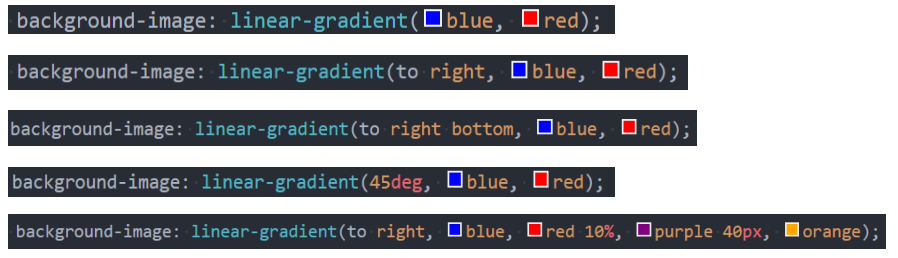 background-image: linear-gradient(blue, red);
background-image: linear-gradient(to right, blue, red);
background-image: linear-gradient(to right bottom, blue, red);
background-image: linear-gradient(45deg, blue, red);
background-image: linear-gradient(to right, blue, red 10%, purple 40px, orange);